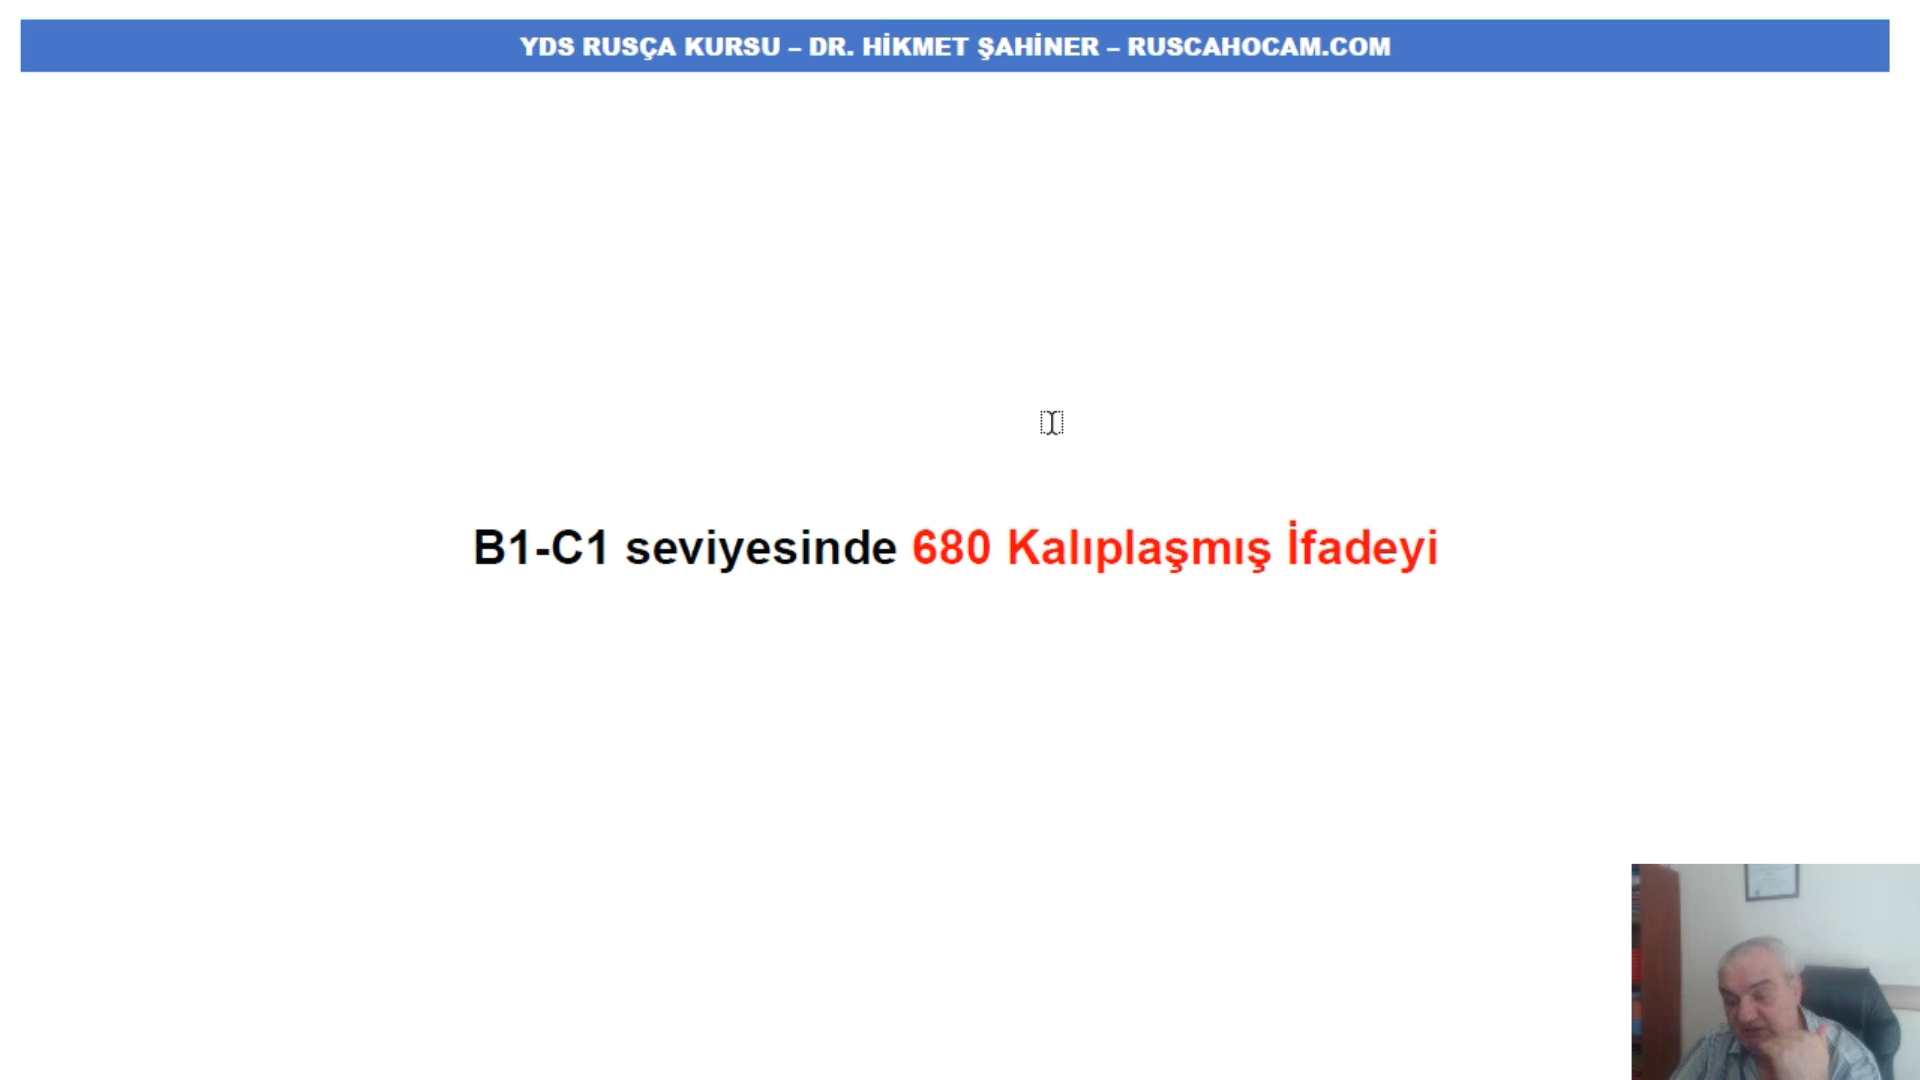 YDS RUSÇA KURSU – DR. HİKMET ŞAHİNER – RUSCAHOCAM.COM
B1-C1 seviyesinde 680 Kalıplaşmış İfadeyi